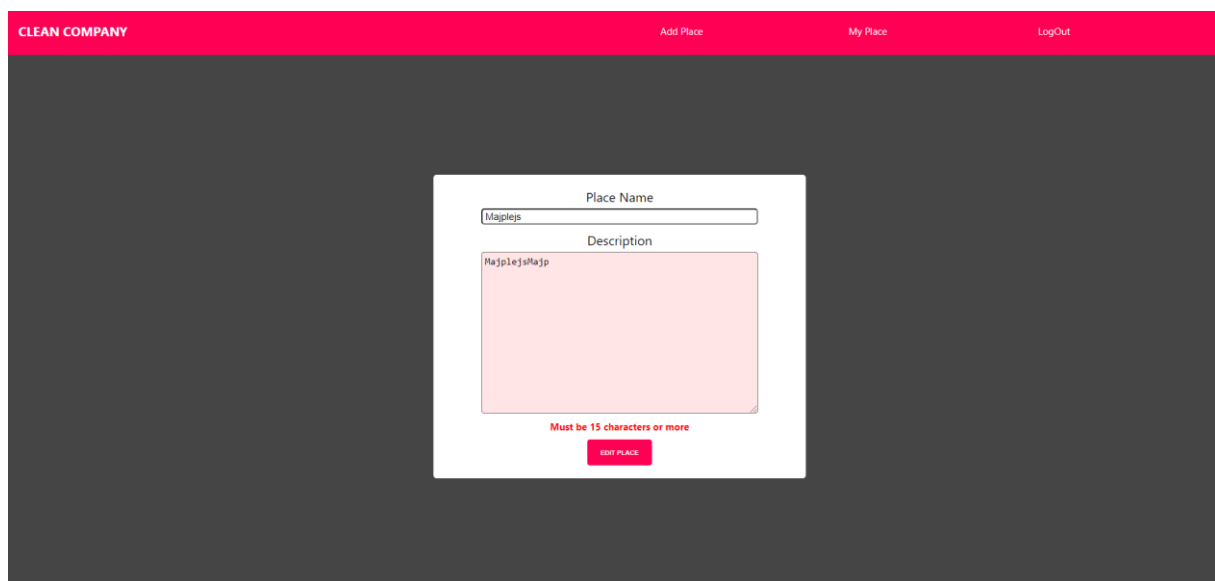 CLEAN COMPANY Add Place My Place LogOut
Place Name
Majplejs
Description
MajplejsMajp
Must be 15 characters or more
EDIT PLACE